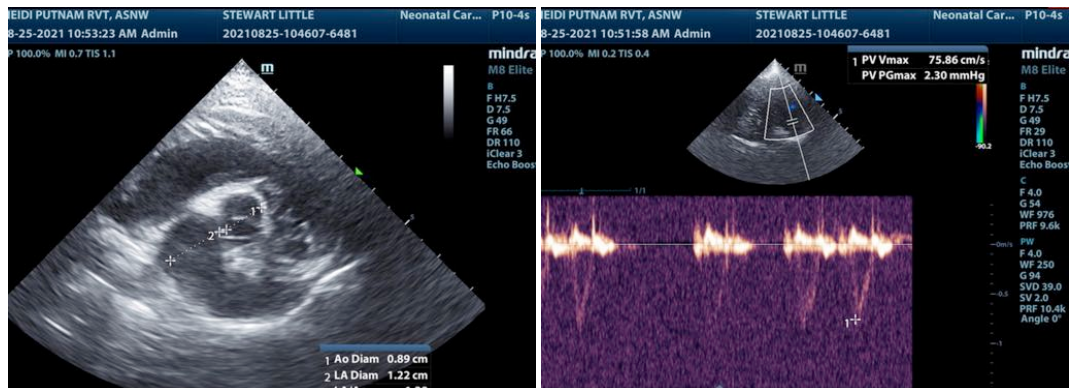 HEIDI PUTNAM RVT, ASNW STEWART LITTLE Neonatal Car... P10-4s
8-25-2021 10:53:23 AM Admin 20210825-104607-6481
P 100.0% MI 0.7 TIS 1.1
mindra
M8 Elite
m
B
F H7.5
D 7.5
G 49
FR 66
DR 110
iClear 3
Echo Boos
5
1
2
1 Ao Diam 0.89 cm
2 LA Diam 1.22 cm
EIDI PUTNAM RVT, ASNW STEWART LITTLE Neonatal Car... P10-4s
8-25-2021 10:51:58 AM Admin 20210825-104607-6481
P 100.0% MI 0.2 TIS 0.4
1 PV Vmax 75.86 cm/s
PV PGmax 2.30 mmHg
mindra
M8 Elite
m
B
F H7.5
D 7.5
G 49
FR 29
DR 110
iClear 3
Echo Boos
-90.2
5
C
F 4.0
G 54
WF 976
PRF 9.6k
PW
F 4.0
WF 250
G 94
SVD 39.0
SV 2.0
PRF 10.4k
Angle 0°
1/1
-0m/s
-0.5
-1
1